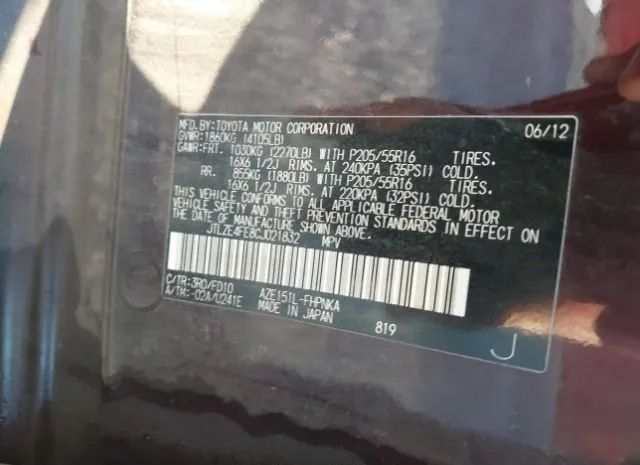 MFD. BY: TOYOTA MOTOR CORPORATION 06/12
GVWR: 1860KG (4105LB)
GAWR: FRT. 1030KG (2270LB) WITH P205/55R16 TIRES.
16X6 1/2J RIMS. AT 240KPA (35PSI) COLD.
RR. 855KG (1880LB) WITH P205/55R16 TIRES.
16X6 1/2J RIMS. AT 220KPA (32PSI) COLD.
THIS VEHICLE CONFORMS TO ALL APPLICABLE FEDERAL MOTOR
VEHICLE SAFETY AND THEFT PREVENTION STANDARDS IN EFFECT ON
THE DATE OF MANUFACTURE SHOWN ABOVE.
JTLZE4FE8CJ021832 MPV
C/TR: 3R0/FD10 AZE151L-FHPNKA
A/TM: -02A/U241E MADE IN JAPAN 819
J